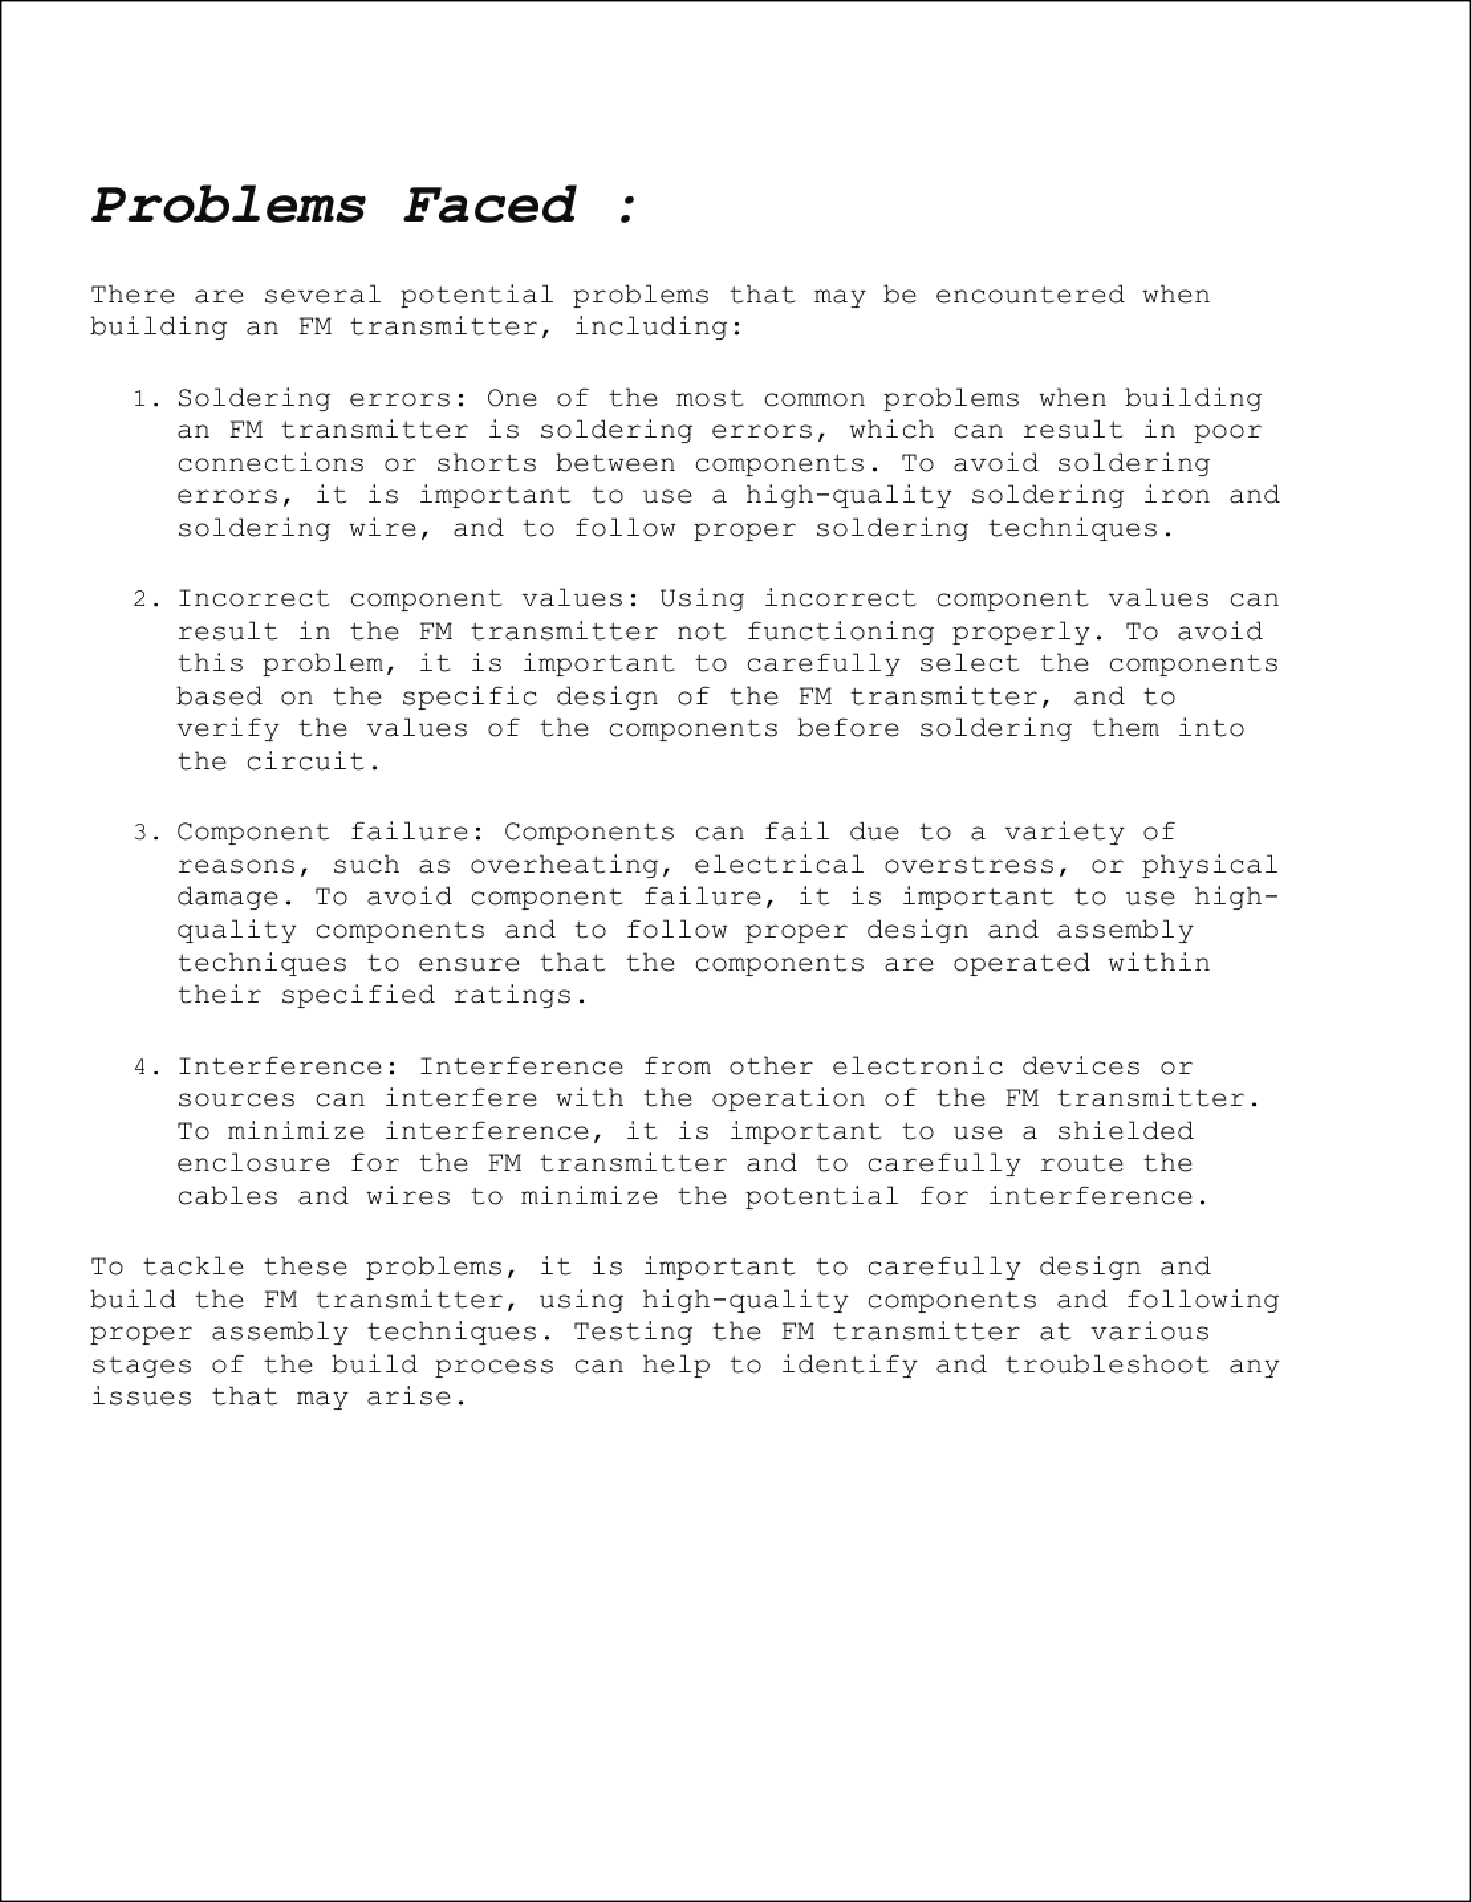 Problems Faced :
There are several potential problems that may be encountered when
building an FM transmitter, including:
1. Soldering errors: One of the most common problems when building
an FM transmitter is soldering errors, which can result in poor
connections or shorts between components. To avoid soldering
errors, it is important to use a high-quality soldering iron and
soldering wire, and to follow proper soldering techniques.
2. Incorrect component values: Using incorrect component values can
result in the FM transmitter not functioning properly. To avoid
this problem, it is important to carefully select the components
based on the specific design of the FM transmitter, and to
verify the values of the components before soldering them into
the circuit.
3. Component failure: Components can fail due to a variety of
reasons, such as overheating, electrical overstress, or physical
damage. To avoid component failure, it is important to use high-
quality components and to follow proper design and assembly
techniques to ensure that the components are operated within
their specified ratings.
4. Interference: Interference from other electronic devices or
sources can interfere with the operation of the FM transmitter.
To minimize interference, it is important to use a shielded
enclosure for the FM transmitter and to carefully route the
cables and wires to minimize the potential for interference.
To tackle these problems, it is important to carefully design and
build the FM transmitter, using high-quality components and following
proper assembly techniques. Testing the FM transmitter at various
stages of the build process can help to identify and troubleshoot any
issues that may arise.